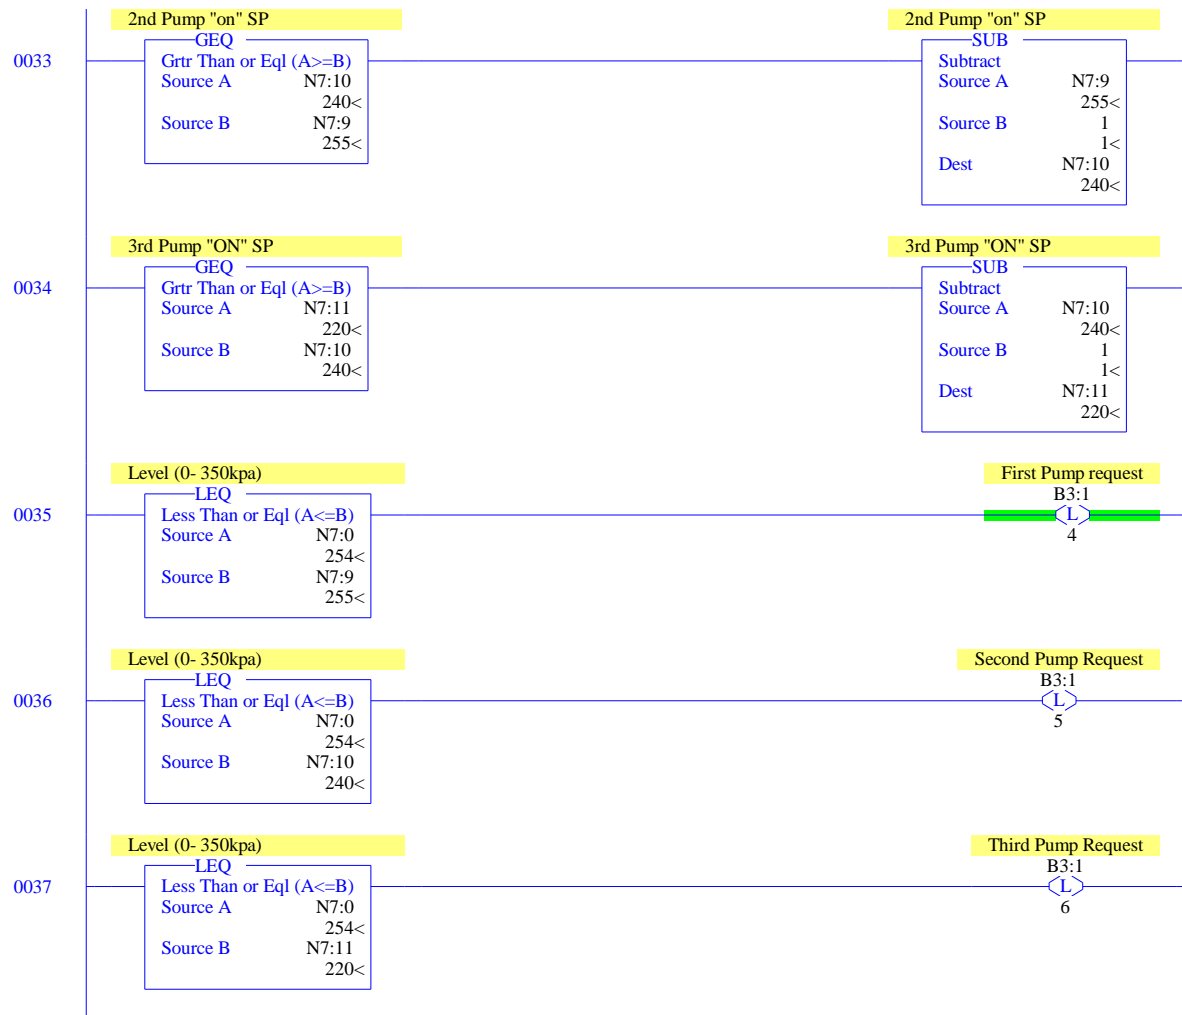 2nd Pump "on" SP
2nd Pump "on" SP
GEQ
SUB
0033
Grtr Than or Eql (A>=B)
Subtract
Source A N7:10
Source A N7:9
240<
255<
Source B N7:9
Source B 1
255<
1<
Dest N7:10
240<
3rd Pump "ON" SP
3rd Pump "ON" SP
GEQ
SUB
0034
Grtr Than or Eql (A>=B)
Subtract
Source A N7:11
Source A N7:10
220<
240<
Source B N7:10
Source B 1
240<
1<
Dest N7:11
220<
Level (0- 350kpa)
First Pump request
LEQ
B3:1
0035
Less Than or Eql (A<=B)
L
Source A N7:0
4
254<
Source B N7:9
255<
Level (0- 350kpa)
Second Pump Request
LEQ
B3:1
0036
Less Than or Eql (A<=B)
L
Source A N7:0
5
254<
Source B N7:10
240<
Level (0- 350kpa)
Third Pump Request
LEQ
B3:1
0037
Less Than or Eql (A<=B)
L
Source A N7:0
6
254<
Source B N7:11
220<